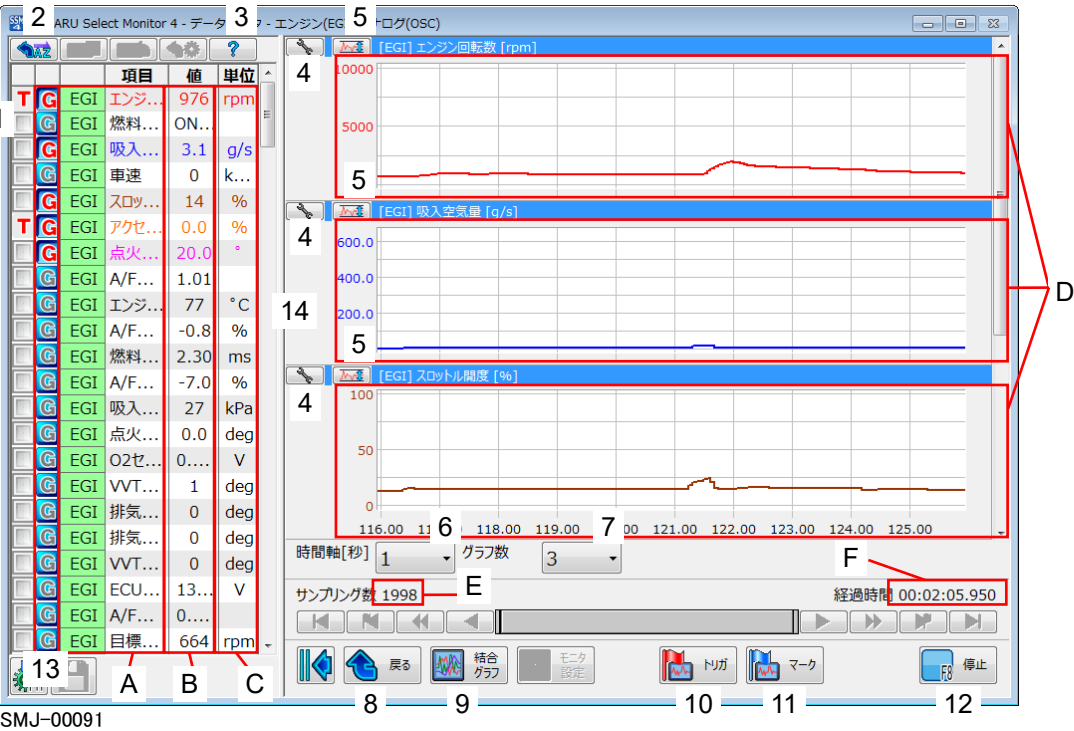 2 ARU Select Monitor 4 - データ 3 - エンジン(EG 5 ログ(OSC)
項目 値 単位
T G EGI エンジ... 976 rpm
G EGI 燃料... ON...
G EGI 吸入... 3.1 g/s
G EGI 車速 0 k...
G EGI スロッ... 14 %
T G EGI アクセ... 0.0 %
G EGI 点火... 20.0 °
G EGI A/F... 1.01
G EGI エンジ... 77 °C
G EGI A/F... -0.8 %
G EGI 燃料... 2.30 ms
G EGI A/F... -7.0 %
G EGI 吸入... 27 kPa
G EGI 点火... 0.0 deg
G EGI O2セ... 0.... V
G EGI VVT... 1 deg
G EGI 排気... 0 deg
G EGI 排気... 0 deg
G EGI VVT... 0 deg
G EGI ECU... 13... V
G EGI A/F... 0....
G EGI 目標... 664 rpm
13 A B C
[EGI] エンジン回転数 [rpm]
4
10000
5000
5
[EGI] 吸入空気量 [g/s]
4
600.0
400.0
14
200.0
5
D
[EGI] スロットル開度 [%]
4
100
50
0
116.00 118.00 119.00 121.00 122.00 123.00 124.00 125.00
時間軸[秒] 1 6 グラフ数 3 7
サンプリング数 1998 E
F
経過時間 00:02:05.950
戻る 結合グラフ モニタ設定 トリガ マーク F8 停止
8 9 10 11 12
SMJ-00091